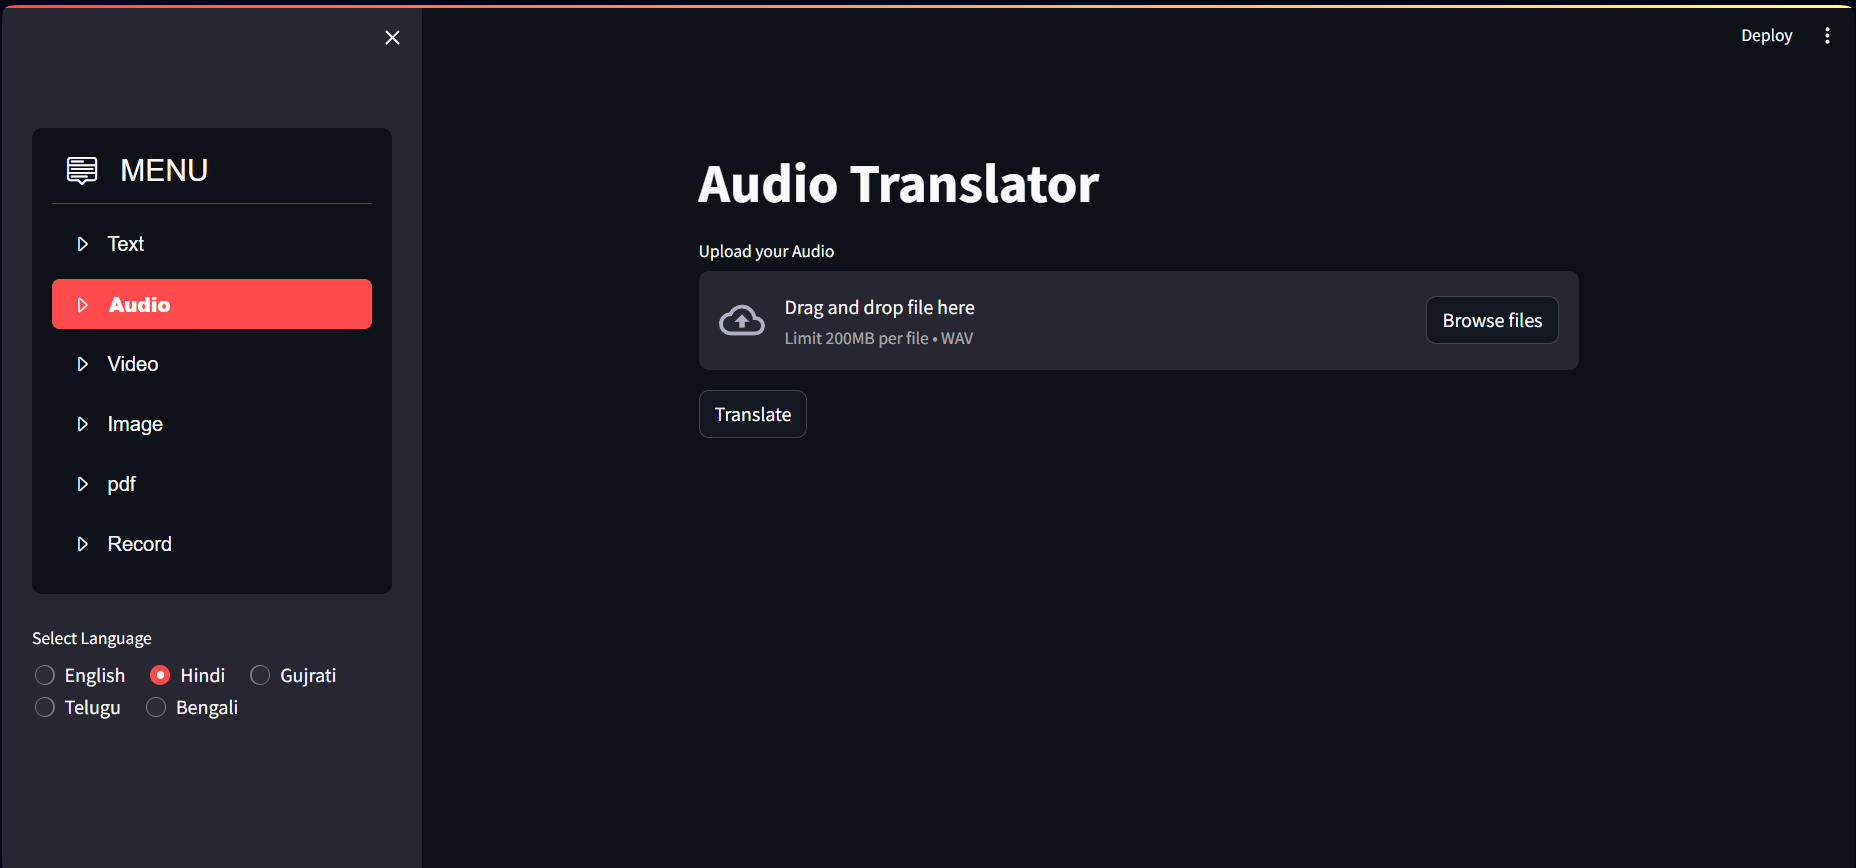 Deploy
MENU
Text
Audio
Video
Image
pdf
Record
Select Language
English Hindi Gujrati
Telugu Bengali
Audio Translator
Upload your Audio
Drag and drop file here
Limit 200MB per file • WAV
Browse files
Translate